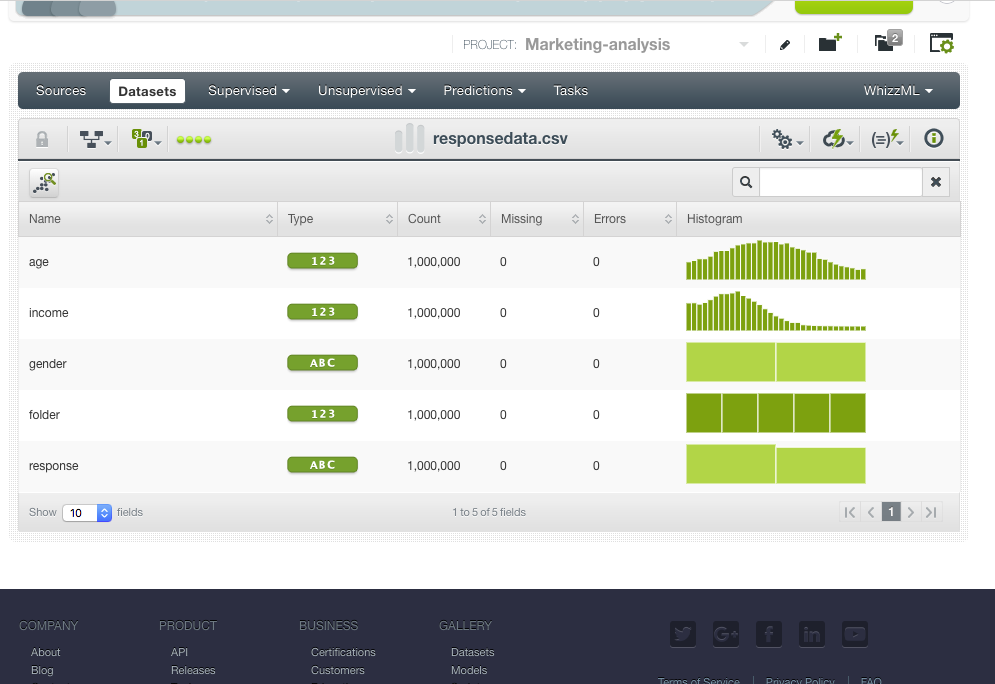 PROJECT: Marketing-analysis
2
Sources Datasets Supervised Unsupervised Predictions Tasks WhizzML
responsedata.csv
Name Type Count Missing Errors Histogram
age 123 1,000,000 0 0
income 123 1,000,000 0 0
gender ABC 1,000,000 0 0
folder 123 1,000,000 0 0
response ABC 1,000,000 0 0
Show 10 fields 1 to 5 of 5 fields 1
COMPANY PRODUCT BUSINESS GALLERY
About API Certifications Datasets
Blog Releases Customers Models
Terms of Service Privacy Policy FAQ